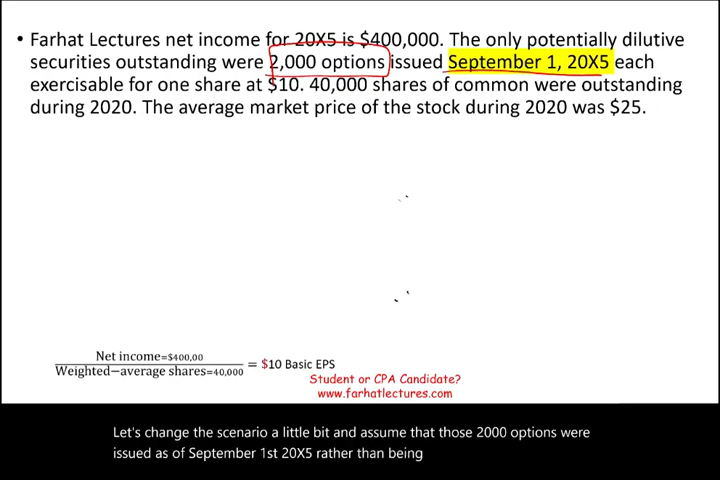 • Farhat Lectures net income for 20X5 is $400,000. The only potentially dilutive
securities outstanding were 2,000 options issued September 1, 20X5 each
exercisable for one share at $10. 40,000 shares of common were outstanding
during 2020. The average market price of the stock during 2020 was $25.
Net income=$400,00
Weighted−average shares=40,000
= $10 Basic EPS
Student or CPA Candidate?
www.farhatlectures.com
Let's change the scenario a little bit and assume that those 2000 options were
issued as of September 1st 20X5 rather than being